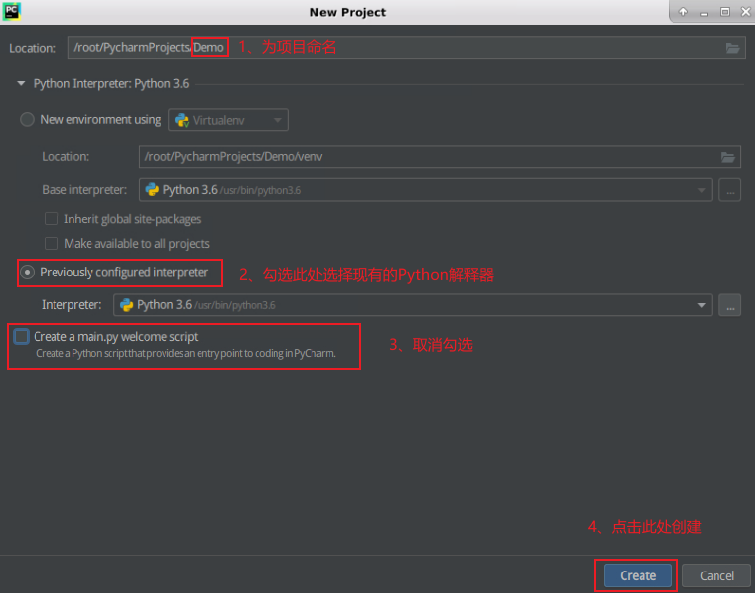 PC
New Project
Location: /root/PycharmProjects/Demo 1、为项目命名
Python Interpreter: Python 3.6
New environment using Virtualenv
Location: /root/PycharmProjects/Demo/venv
Base interpreter: Python 3.6 /usr/bin/python3.6 ...
Inherit global site-packages
Make available to all projects
Previously configured interpreter 2、勾选此处选择现有的Python解释器
Interpreter: Python 3.6 /usr/bin/python3.6 ...
Create a main.py welcome script
Create a Python script that provides an entry point to coding in PyCharm.
3、取消勾选
4、点击此处创建
Create Cancel